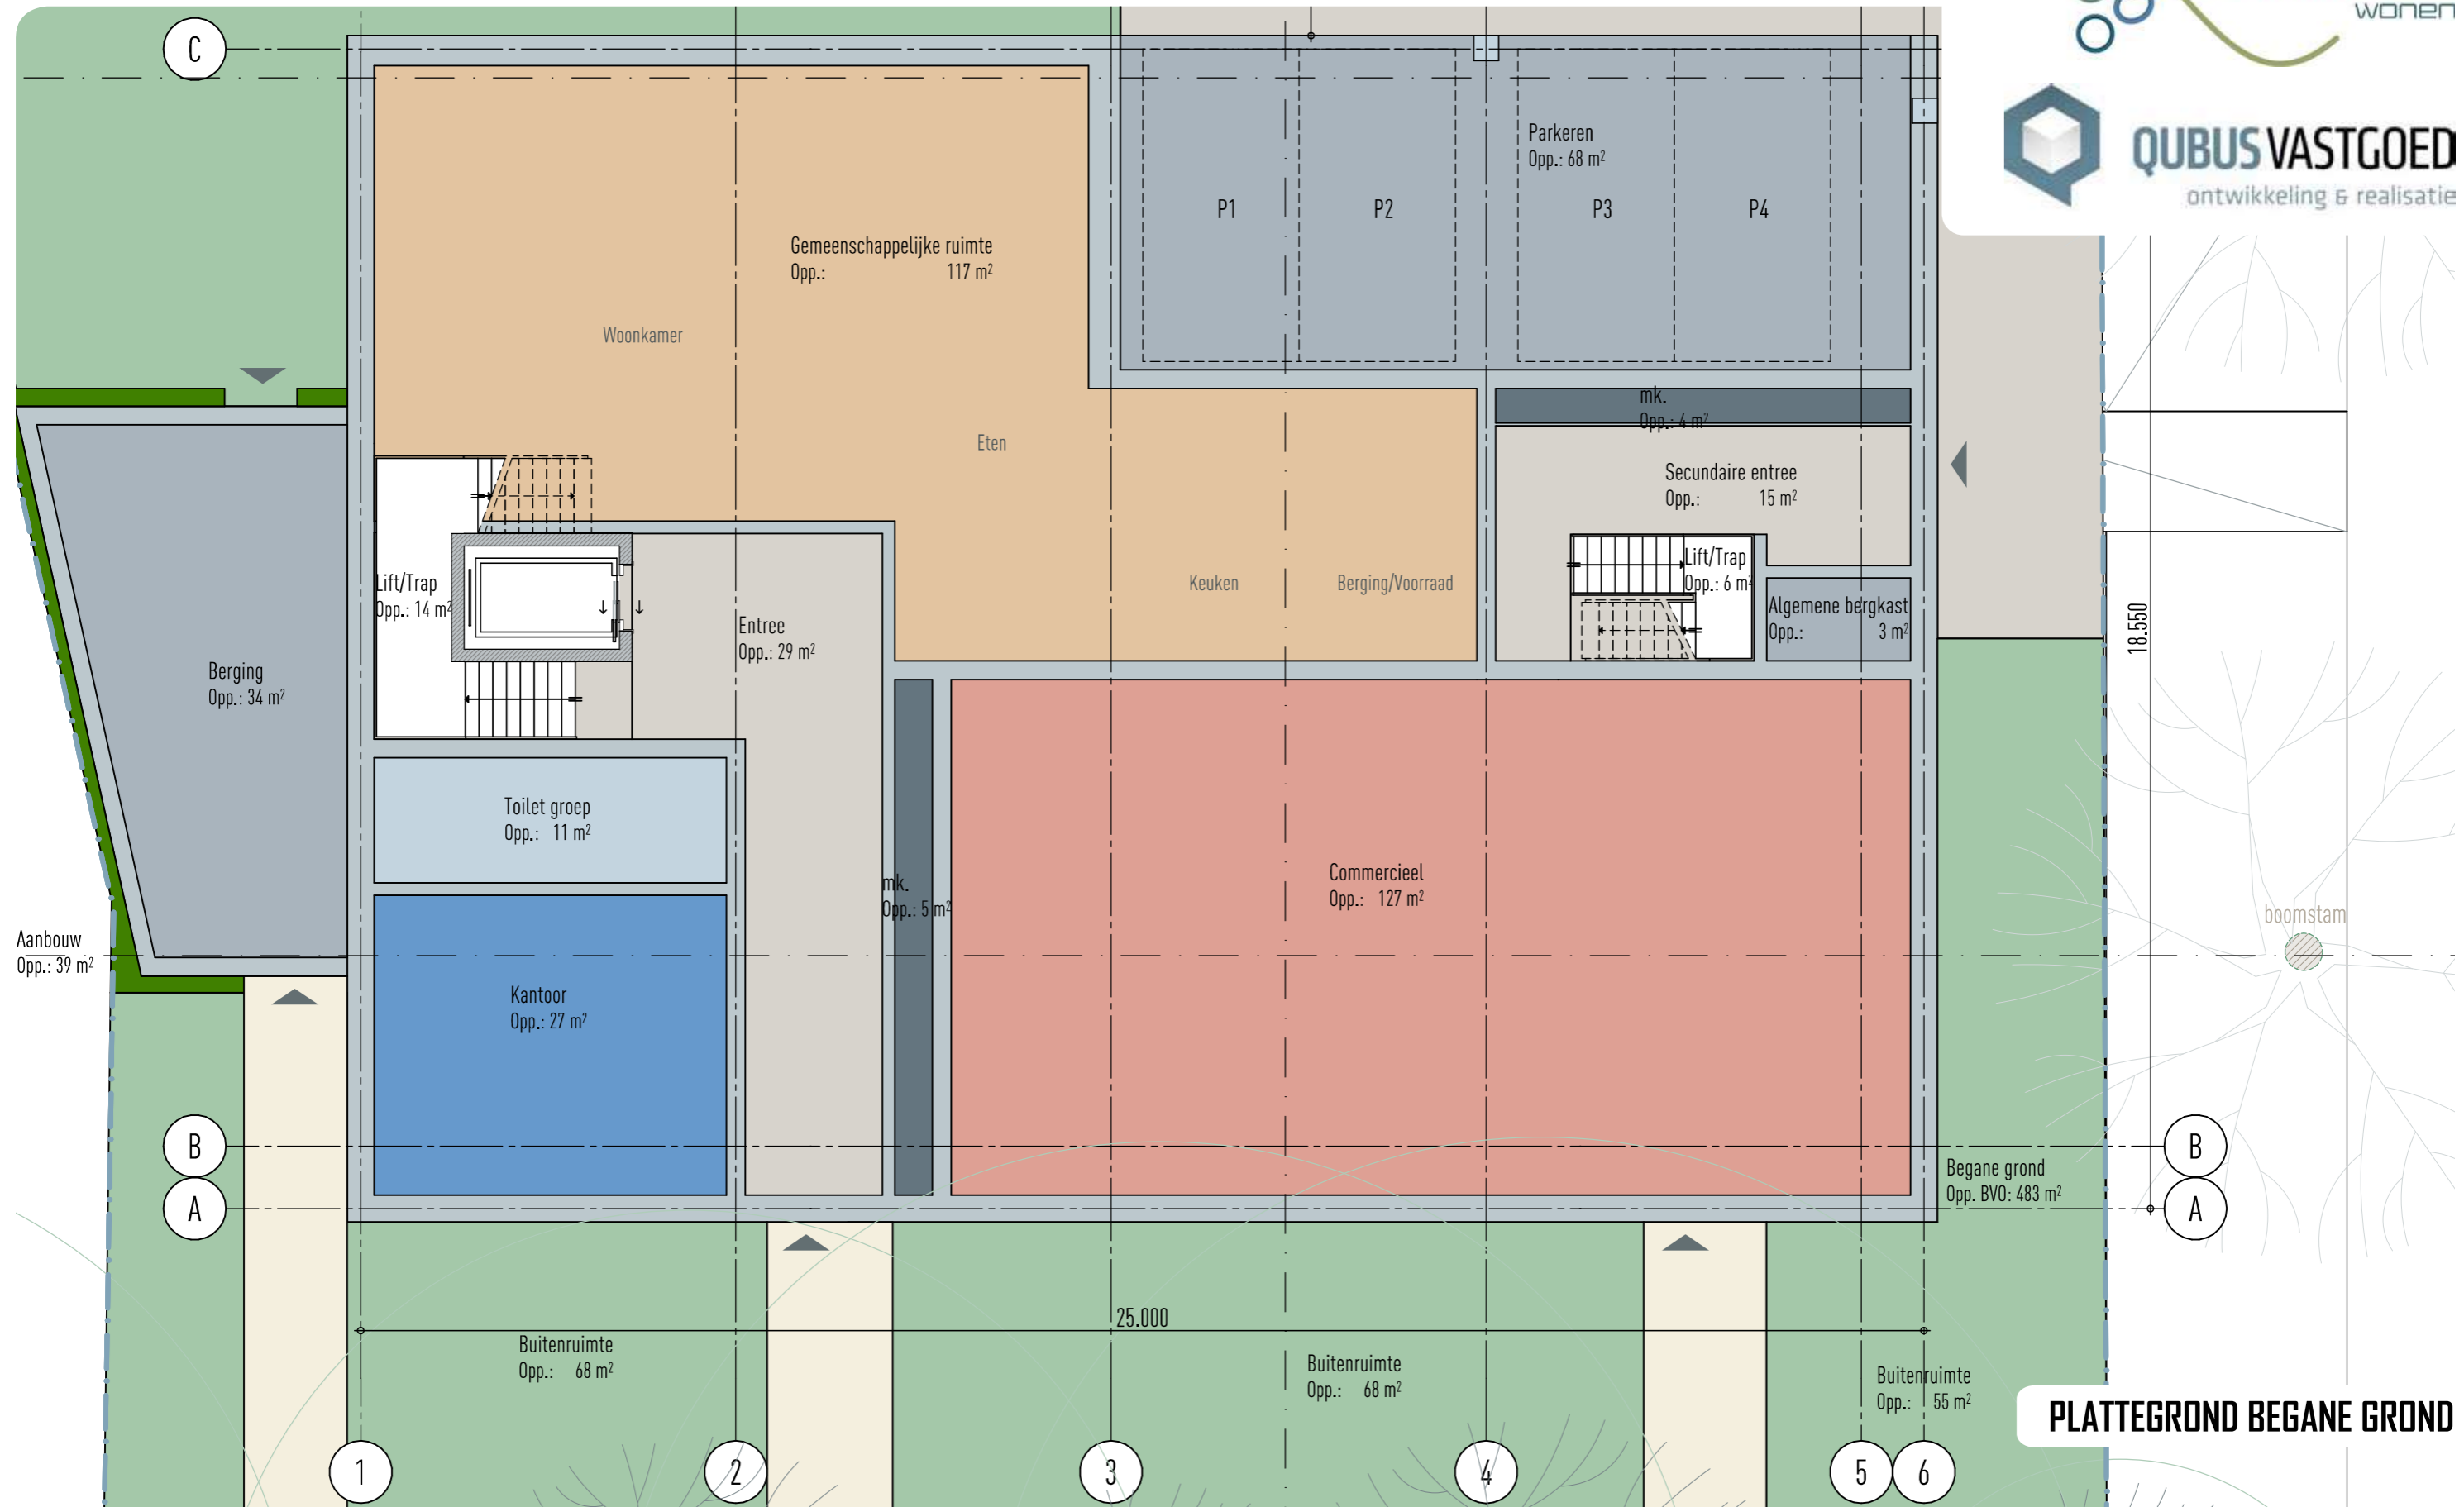 wonen
C
QUBUS VASTGOED
ontwikkeling & realisatie
Parkeren
Opp.: 68 m²
P1
P2
P3
P4
Gemeenschappelijke ruimte
Opp.: 117 m²
Woonkamer
mk.
Opp.: 4 m²
Eten
Secundaire entree
Opp.: 15 m²
Lift/Trap
Opp.: 14 m²
Keuken
Berging/Voorraad
Lift/Trap
Opp.: 6 m²
Algemene bergkast
Opp.: 3 m²
18.550
Entree
Opp.: 29 m²
Berging
Opp.: 34 m²
Toilet groep
Opp.: 11 m²
mk.
Opp.: 5 m²
Commercieel
Opp.: 127 m²
boomstam
Aanbouw
Opp.: 39 m²
Kantoor
Opp.: 27 m²
B
B
Begane grond
Opp. BVO: 483 m²
A
A
25.000
Buitenruimte
Opp.: 68 m²
Buitenruimte
Opp.: 68 m²
Buitenruimte
Opp.: 55 m²
PLATTEGROND BEGANE GROND
1
2
3
4
5
6